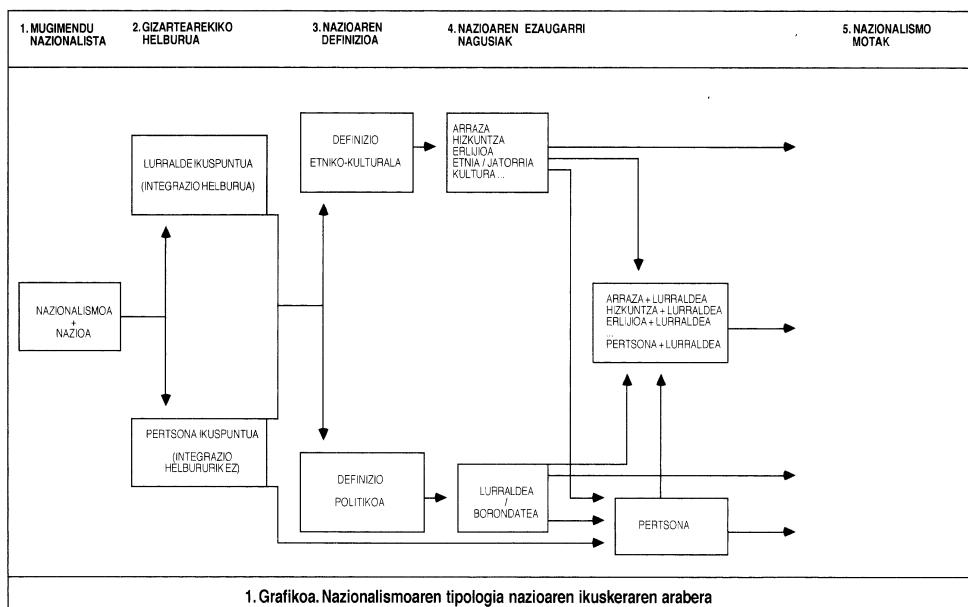 1. MUGIMENDU
NAZIONALISTA
2. GIZARTEAREKIKO
HELBURUA
3. NAZIOAREN
DEFINIZIOA
4. NAZIOAREN EZAUGARRI
NAGUSIAK
5. NAZIONALISMO
MOTAK
NAZIONALISMOA
+
NAZIOA
LURRALDE IKUSPUNTUA
(INTEGRAZIO HELBURUA)
PERTSONA IKUSPUNTUA
(INTEGRAZIO
HELBURURIK EZ)
DEFINIZIO
ETNIKO-KULTURALA
DEFINIZIO
POLITIKOA
ARRAZA
HIZKUNTZA
ERLIJIOA
ETNIA / JATORRIA
KULTURA ...
LURRALDEA
/
BORONDATEA
ARRAZA + LURRALDEA
HIZKUNTZA + LURRALDEA
ERLIJIOA + LURRALDEA
...
PERTSONA + LURRALDEA
PERTSONA
1. Grafikoa. Nazionalismoaren tipologia nazioaren ikuskeraren arabera